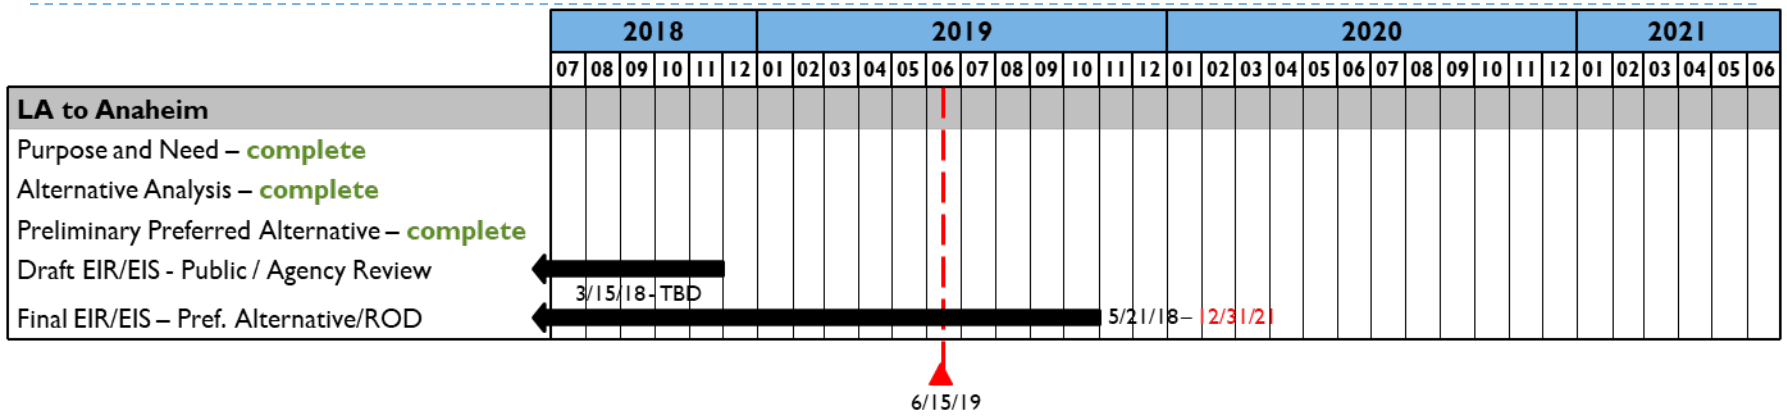 2018 2019 2020 2021
07 08 09 10 11 12 01 02 03 04 05 06 07 08 09 10 11 12 01 02 03 04 05 06 07 08 09 10 11 12 01 02 03 04 05 06
LA to Anaheim
Purpose and Need – complete
Alternative Analysis – complete
Preliminary Preferred Alternative – complete
Draft EIR/EIS - Public / Agency Review
3/15/18 - TBD
Final EIR/EIS – Pref. Alternative/ROD 5/21/18 – 12/31/21
6/15/19